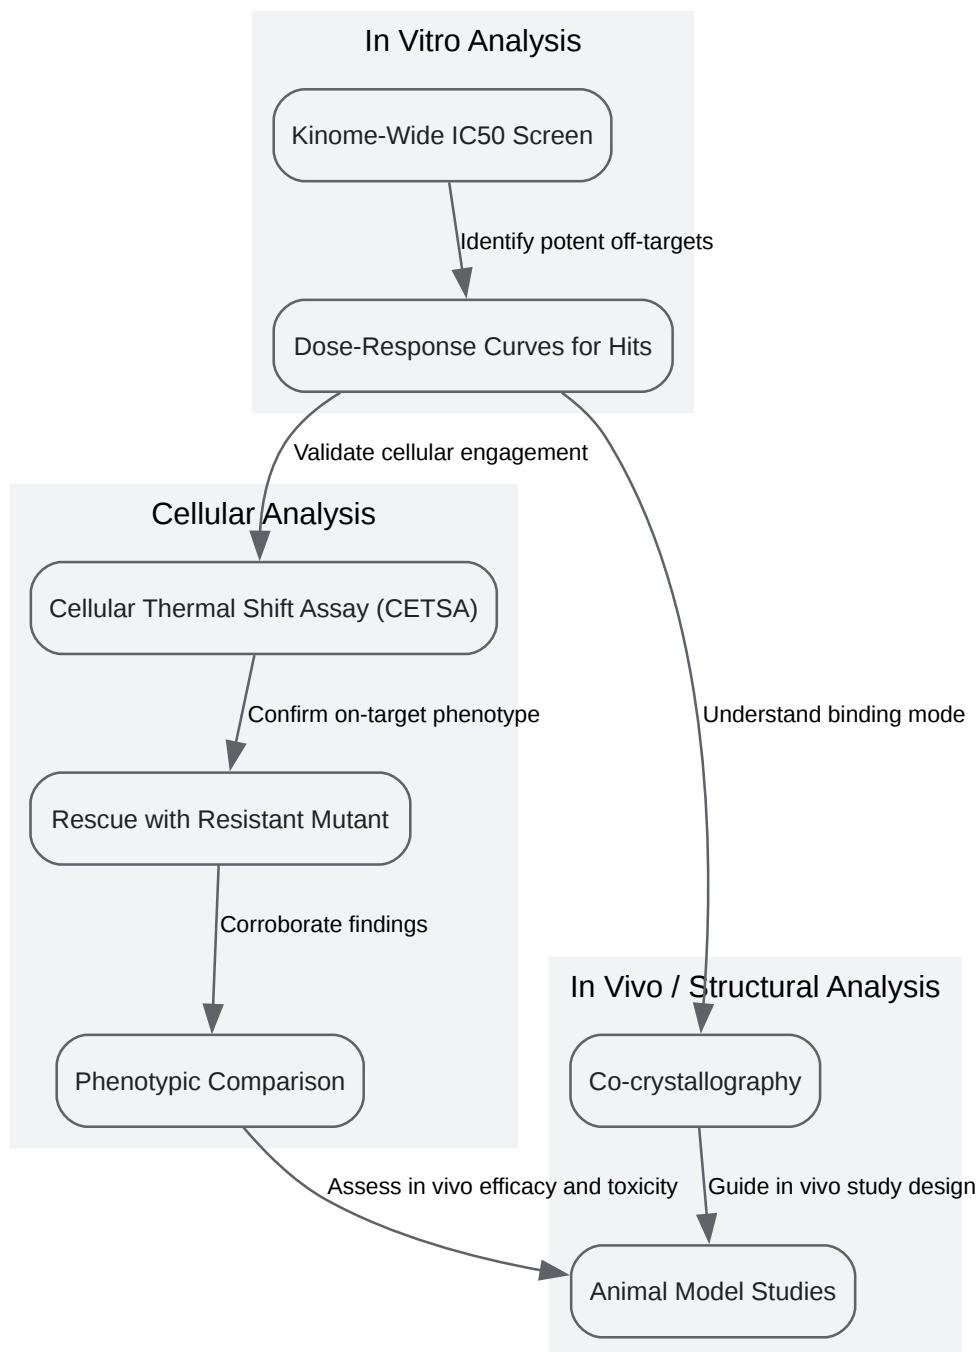 In Vitro Analysis
Kinome-Wide IC50 Screen
Identify potent off-targets
Dose-Response Curves for Hits
Validate cellular engagement
Cellular Analysis
Cellular Thermal Shift Assay (CETSA)
Confirm on-target phenotype
Understand binding mode
Rescue with Resistant Mutant
Corroborate findings
In Vivo / Structural Analysis
Phenotypic Comparison
Co-crystallography
Assess in vivo efficacy and toxicity
Guide in vivo study design
Animal Model Studies